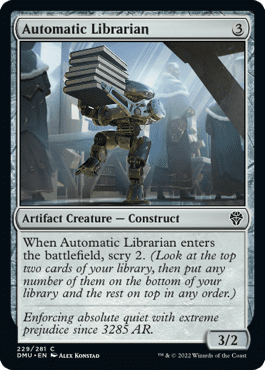 Automatic Librarian 3
Artifact Creature — Construct
When Automatic Librarian enters
the battlefield, scry 2. (Look at the top
two cards of your library, then put any
number of them on the bottom of your
library and the rest on top in any order.)
Enforcing absolute quiet with extreme
prejudice since 3285 AR.
3/2
229/281 C
DMU • EN Alex Konstad ™ & © 2022 Wizards of the Coast